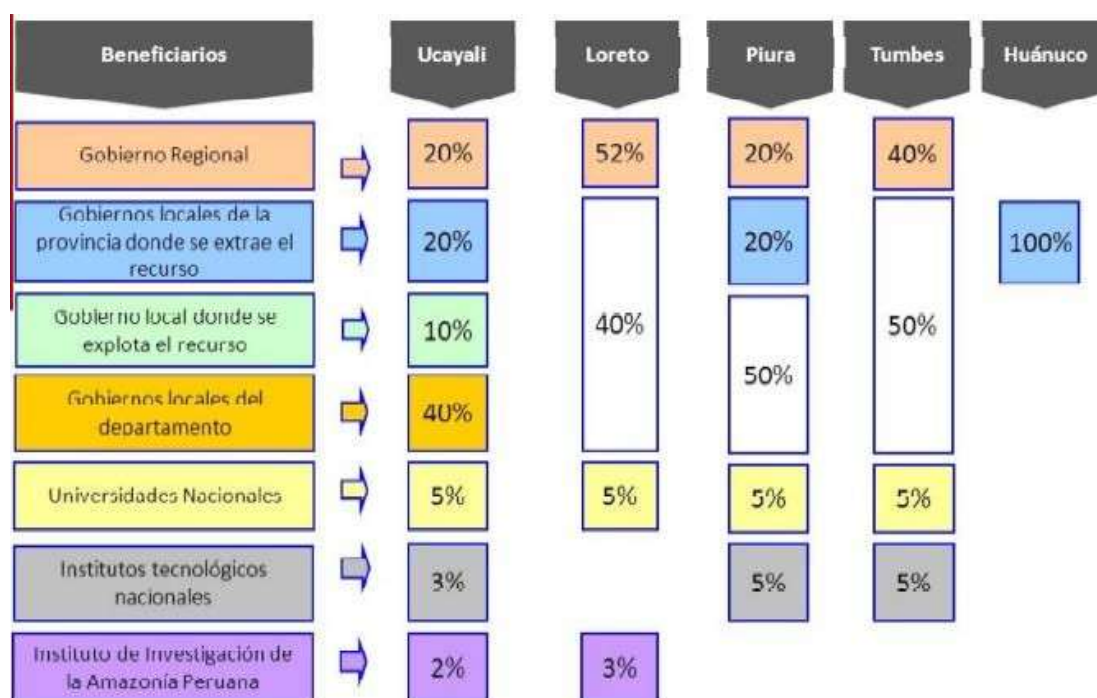 Beneficiarios
Ucayali
Loreto
Piura
Tumbes
Huánuco
Gobierno Regional
20%
52%
20%
40%
Gobiernos locales de la
provincia donde se extrae el
recurso
20%
20%
100%
Gobierno local donde se
explota el recurso
10%
40%
50%
50%
Gobiernos locales del
departamento
40%
Universidades Nacionales
5%
5%
5%
5%
Institutos tecnológicos
nacionales
3%
5%
5%
Instituto de Investigación de
la Amazonía Peruana
2%
3%